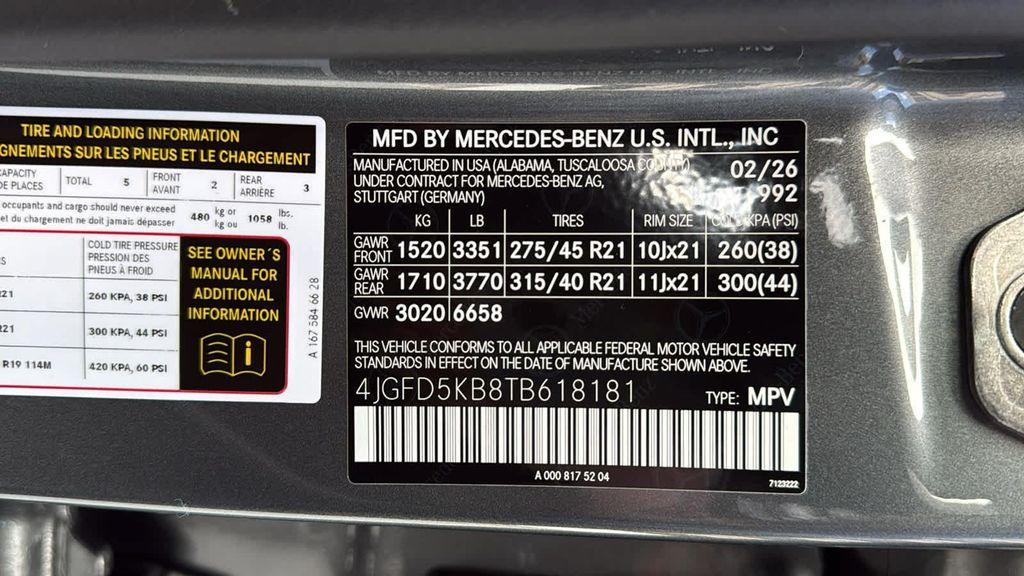 TIRE AND LOADING INFORMATION
GNEMENTS SUR LES PNEUS ET LE CHARGEMENT
CAPACITY
DE PLACES
TOTAL 5
FRONT
AVANT
2
REAR
ARRIÈRE
3
occupants and cargo should never exceed
et du chargement ne doit jamais dépasser
480 kg or
kg ou
1058 lbs.
lb.
COLD TIRE PRESSURE
PRESSION DES
PNEUS À FROID
R21 260 KPA, 38 PSI
R21 300 KPA, 44 PSI
R19 114M 420 KPA, 60 PSI
SEE OWNER´S
MANUAL FOR
ADDITIONAL
INFORMATION
A 167 584 66 28
MFD BY MERCEDES-BENZ U.S. INTL., INC
MANUFACTURED IN USA (ALABAMA, TUSCALOOSA COUNTY) 02/26
UNDER CONTRACT FOR MERCEDES-BENZ AG, 992
STUTTGART (GERMANY)
KG LB TIRES RIM SIZE COLD KPA (PSI)
GAWR
FRONT 1520 3351 275/45 R21 10Jx21 260(38)
GAWR
REAR 1710 3770 315/40 R21 11Jx21 300(44)
GVWR 3020 6658
THIS VEHICLE CONFORMS TO ALL APPLICABLE FEDERAL MOTOR VEHICLE SAFETY
STANDARDS IN EFFECT ON THE DATE OF MANUFACTURE SHOWN ABOVE.
4JGFD5KB8TB618181 TYPE: MPV
A 000 817 52 04
7123222